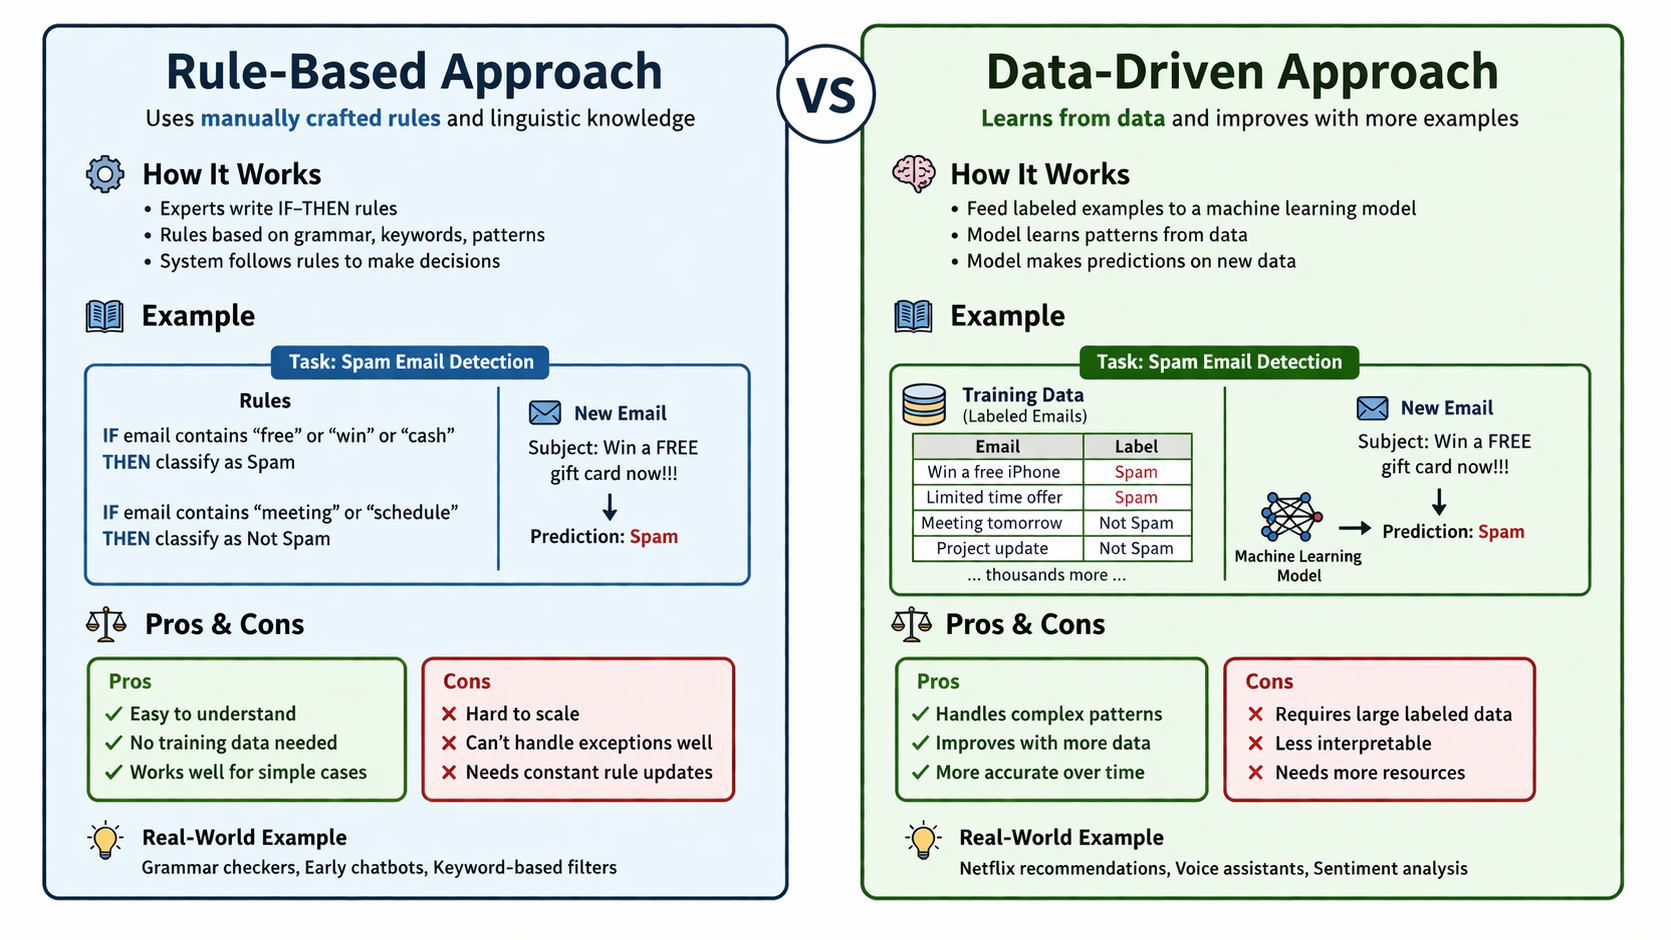 Rule-Based Approach
Uses manually crafted rules and linguistic knowledge
How It Works
• Experts write IF–THEN rules
• Rules based on grammar, keywords, patterns
• System follows rules to make decisions
Example
Task: Spam Email Detection
Rules
IF email contains “free” or “win” or “cash”
THEN classify as Spam
IF email contains “meeting” or “schedule”
THEN classify as Not Spam
New Email
Subject: Win a FREE
gift card now!!!
Prediction: Spam
Pros & Cons
Pros
✓ Easy to understand
✓ No training data needed
✓ Works well for simple cases
Cons
✗ Hard to scale
✗ Can’t handle exceptions well
✗ Needs constant rule updates
Real-World Example
Grammar checkers, Early chatbots, Keyword-based filters
VS
Data-Driven Approach
Learns from data and improves with more examples
How It Works
• Feed labeled examples to a machine learning model
• Model learns patterns from data
• Model makes predictions on new data
Example
Task: Spam Email Detection
Training Data
(Labeled Emails)
Email Label
Win a free iPhone Spam
Limited time offer Spam
Meeting tomorrow Not Spam
Project update Not Spam
... thousands more ...
New Email
Subject: Win a FREE
gift card now!!!
Machine Learning
Model
Prediction: Spam
Pros & Cons
Pros
✓ Handles complex patterns
✓ Improves with more data
✓ More accurate over time
Cons
✗ Requires large labeled data
✗ Less interpretable
✗ Needs more resources
Real-World Example
Netflix recommendations, Voice assistants, Sentiment analysis